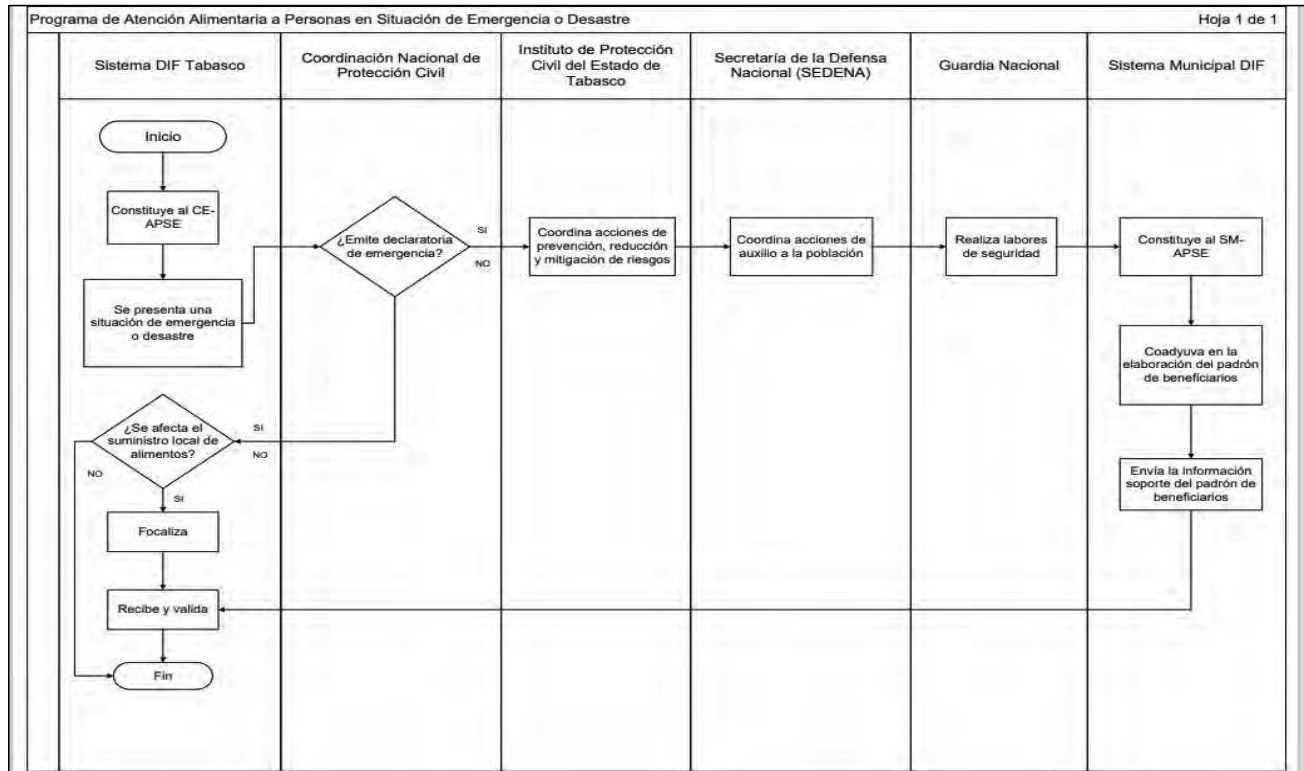 Programa de Atención Alimentaria a Personas en Situación de Emergencia o Desastre
Hoja 1 de 1
Sistema DIF Tabasco
Coordinación Nacional de
Protección Civil
Instituto de Protección
Civil del Estado de
Tabasco
Secretaría de la Defensa
Nacional (SEDENA)
Guardia Nacional
Sistema Municipal DIF
Inicio
Constituye al CE-
APSE
Se presenta una
situación de emergencia
o desastre
¿Emite declaratoria
de emergencia?
SI
NO
Coordina acciones de
prevención, reducción
y mitigación de riesgos
Coordina acciones de
auxilio a la población
Realiza labores
de seguridad
Constituye al SM-
APSE
Coadyuva en la
elaboración del padrón
de beneficiarios
Envía la información
soporte del padrón de
beneficiarios
¿Se afecta el
suministro local de
alimentos?
SI
NO
NO
SI
Focaliza
Recibe y valida
Fin